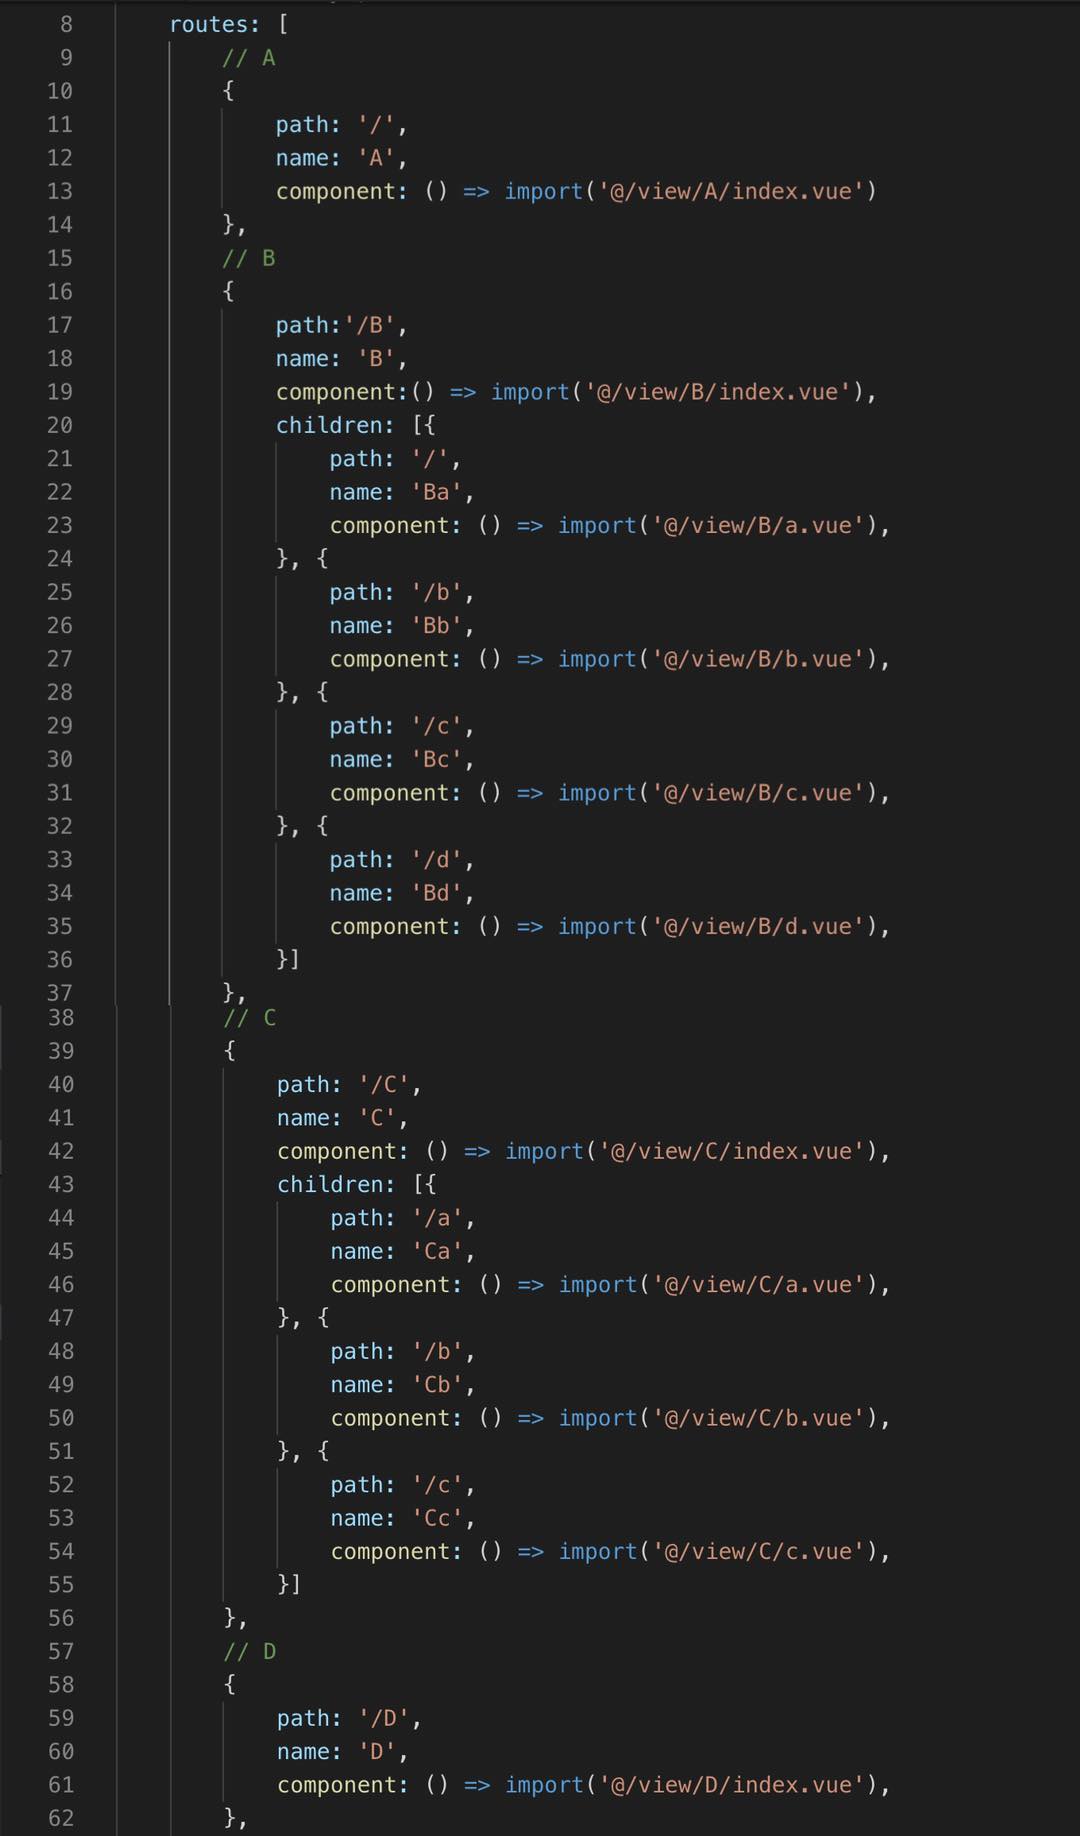 8 routes: [
9 // A
10 {
11 path: '/',
12 name: 'A',
13 component: () => import('@/view/A/index.vue')
14 },
15 // B
16 {
17 path:'/B',
18 name: 'B',
19 component:() => import('@/view/B/index.vue'),
20 children: [{
21 path: '/',
22 name: 'Ba',
23 component: () => import('@/view/B/a.vue'),
24 }, {
25 path: '/b',
26 name: 'Bb',
27 component: () => import('@/view/B/b.vue'),
28 }, {
29 path: '/c',
30 name: 'Bc',
31 component: () => import('@/view/B/c.vue'),
32 }, {
33 path: '/d',
34 name: 'Bd',
35 component: () => import('@/view/B/d.vue'),
36 }]
37 },
38 // C
39 {
40 path: '/C',
41 name: 'C',
42 component: () => import('@/view/C/index.vue'),
43 children: [{
44 path: '/a',
45 name: 'Ca',
46 component: () => import('@/view/C/a.vue'),
47 }, {
48 path: '/b',
49 name: 'Cb',
50 component: () => import('@/view/C/b.vue'),
51 }, {
52 path: '/c',
53 name: 'Cc',
54 component: () => import('@/view/C/c.vue'),
55 }]
56 },
57 // D
58 {
59 path: '/D',
60 name: 'D',
61 component: () => import('@/view/D/index.vue'),
62 },